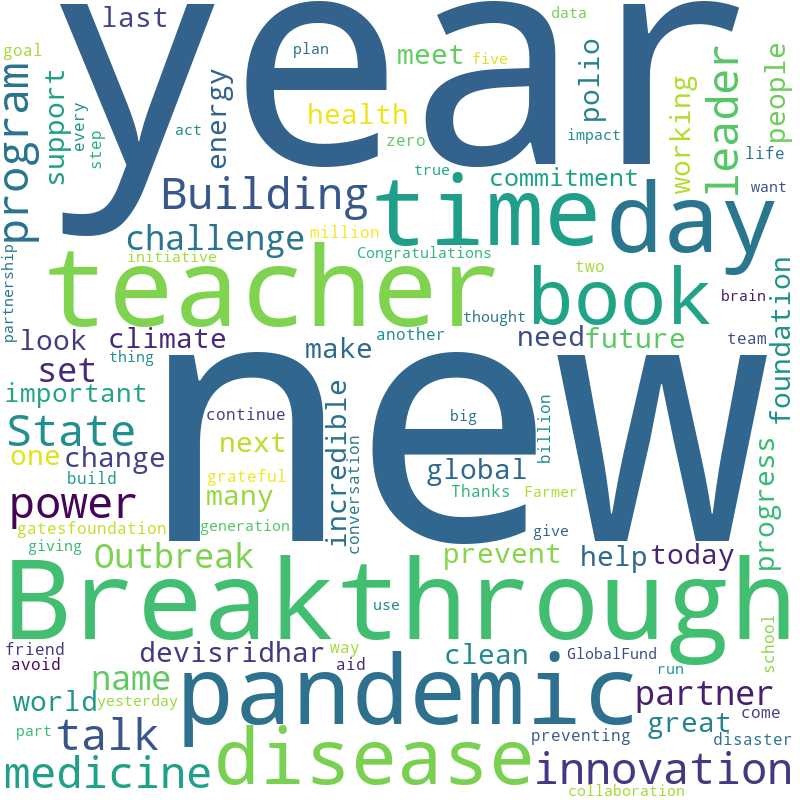 year
last
goal
plan
meet
five
data
polio
people
program
support
every
step
act
energy
health
zero
impact
working
leader
life
true
commitment
want
Building
time
day
challenge
million
initiative
Congratulations
teacher
two
book
foundation
partnership
brain
thought
look
climate
another
need
future
team
thing
make
set
new
important
incredible
continue
big
State
next
conversation
global
billion
progress
one
change
grateful
build
many
Thanks
Farmer
power
gatesfoundation
generation
give
giving
Outbreak
prevent
help
today
Breakthrough
use
friend
devisridhar
way
clean
GlobalFund
school
avoid
aid
run
name
pandemic
partner
world
yesterday
come
part
talk
great
preventing
disaster
disease
medicine
innovation
collaboration